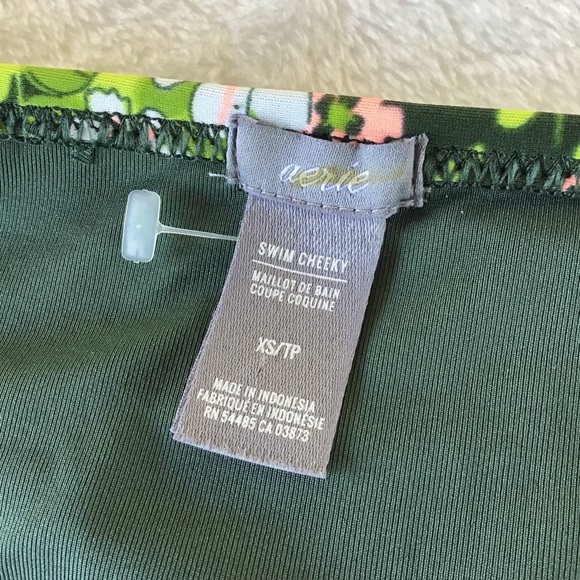 aerie
SWIM CHEEKY
MAILLOT DE BAIN
COUPE COQUINE
XS/TP
MADE IN INDONESIA
FABRIQUÉ EN INDONÉSIE
RN 54485 CA 03873